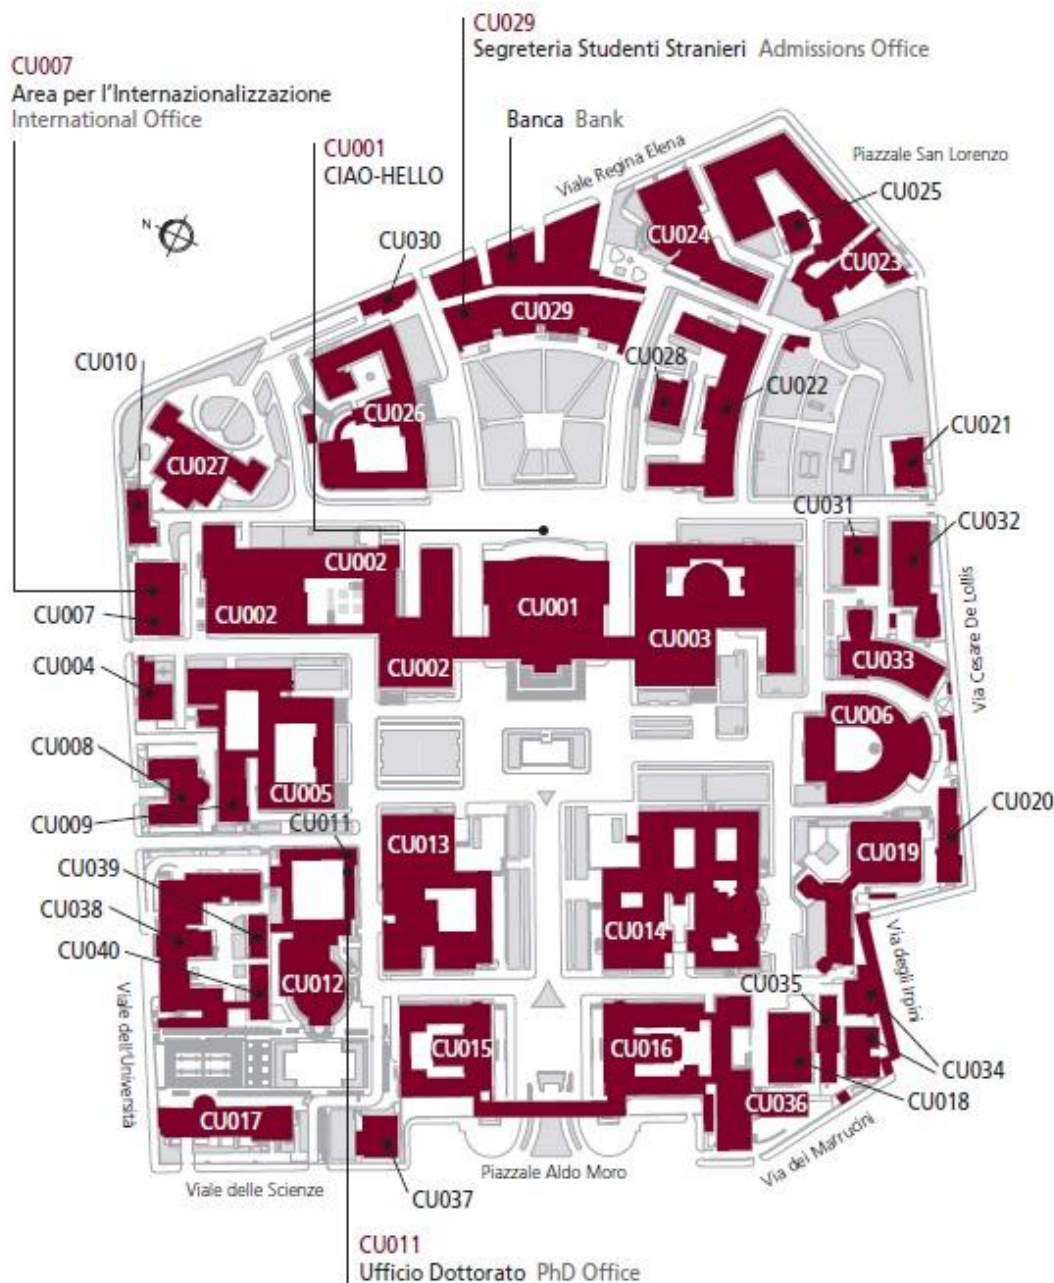 CU029
Segreteria Studenti Stranieri Admissions Office
CU007
Area per l'Internazionalizzazione
International Office
Banca Bank
CU001
CIAO-HELLO
Viale Regina Elena
Piazzale San Lorenzo
CU025
N
CU030
CU024
CU023
CU029
CU010
CU028
CU022
CU026
CU021
CU027
CU031
CU032
CU002
CU007
CU002
CU001
CU003
CU002
CU004
CU033
Via Cesare De Lollis
CU006
CU008
CU005
CU009
CU011
CU013
CU020
CU019
CU039
CU038
CU014
CU040
CU012
CU035
Via degli Irpini
Viale dell'Università
CU015
CU016
CU034
CU036
CU018
CU017
Via dei Marrucini
Piazzale Aldo Moro
Viale delle Scienze
CU037
CU011
Ufficio Dottorato PhD Office